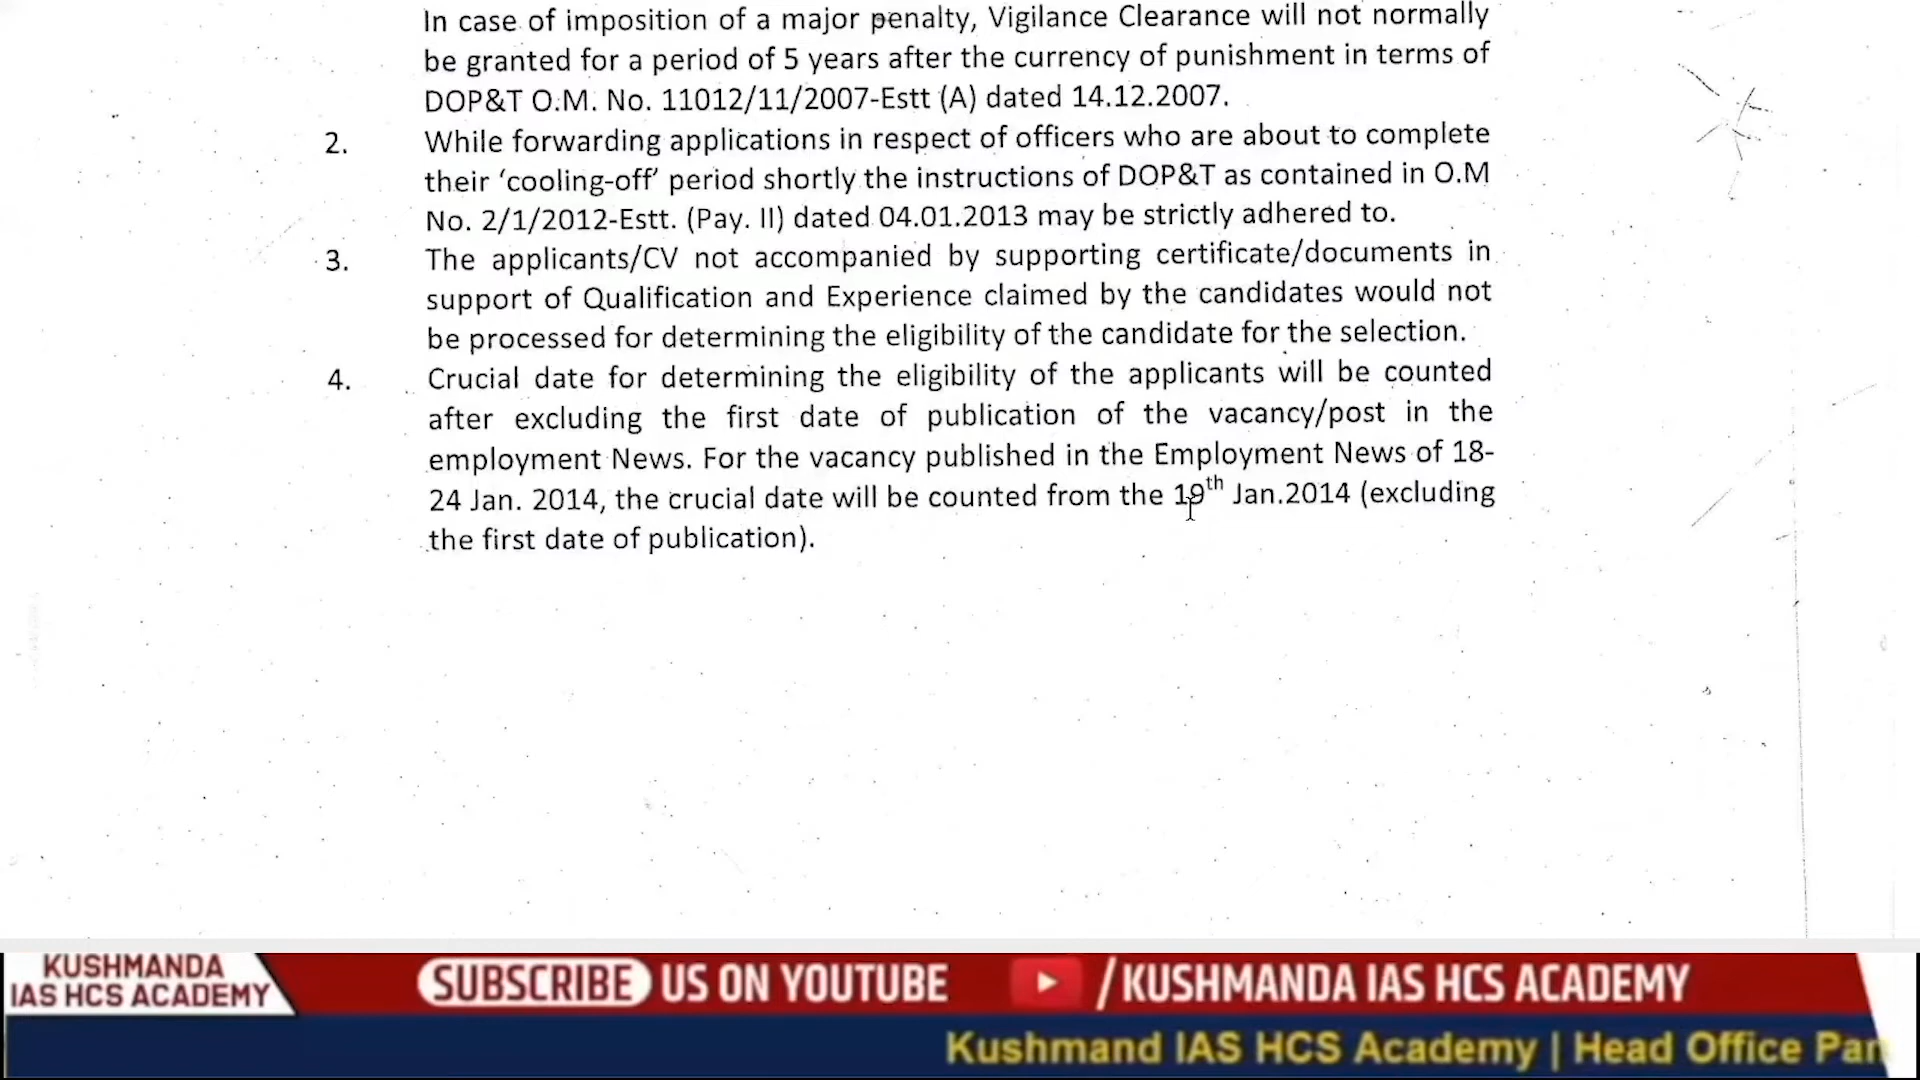 In case of imposition of a major penalty, Vigilance Clearance will not normally
be granted for a period of 5 years after the currency of punishment in terms of
DOP&T O.M. No. 11012/11/2007-Estt (A) dated 14.12.2007.
2. While forwarding applications in respect of officers who are about to complete
their ‘cooling-off’ period shortly the instructions of DOP&T as contained in O.M
No. 2/1/2012-Estt. (Pay. II) dated 04.01.2013 may be strictly adhered to.
3. The applicants/CV not accompanied by supporting certificate/documents in
support of Qualification and Experience claimed by the candidates would not
be processed for determining the eligibility of the candidate for the selection.
4. Crucial date for determining the eligibility of the applicants will be counted
after excluding the first date of publication of the vacancy/post in the
employment News. For the vacancy published in the Employment News of 18-
24 Jan. 2014, the crucial date will be counted from the 19th Jan.2014 (excluding
the first date of publication).
KUSHMANDA
IAS HCS ACADEMY
SUBSCRIBE US ON YOUTUBE /KUSHMANDA IAS HCS ACADEMY
Kushmand IAS HCS Academy | Head Office Pan